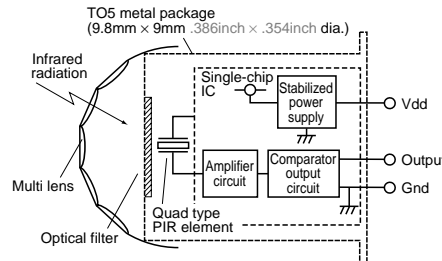 TO5 metal package
(9.8mm × 9mm .386inch × .354inch dia.)
Infrared
radiation
Single-chip
IC
Stabilized
power
supply
Vdd
Amplifier
circuit
Comparator
output
circuit
Output
Gnd
Multi lens
Quad type
PIR element
Optical filter